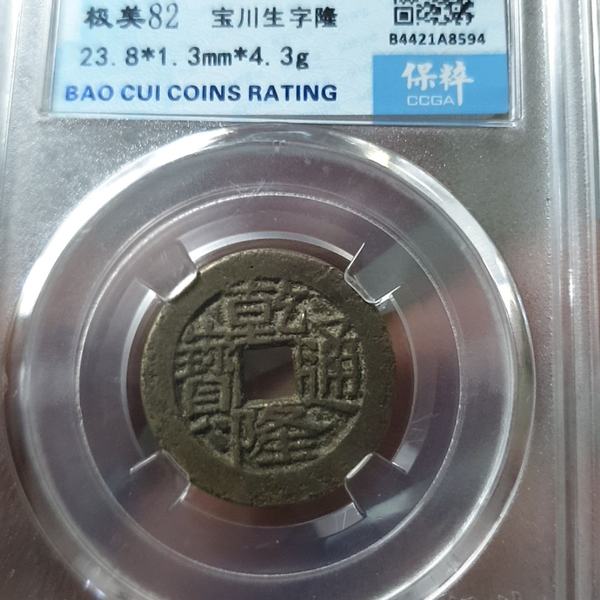 极美82 宝川生字隆
B4421A8594
23.8*1.3mm*4.3g
保粹
CCGA
BAO CUI COINS RATING
乾隆通寶